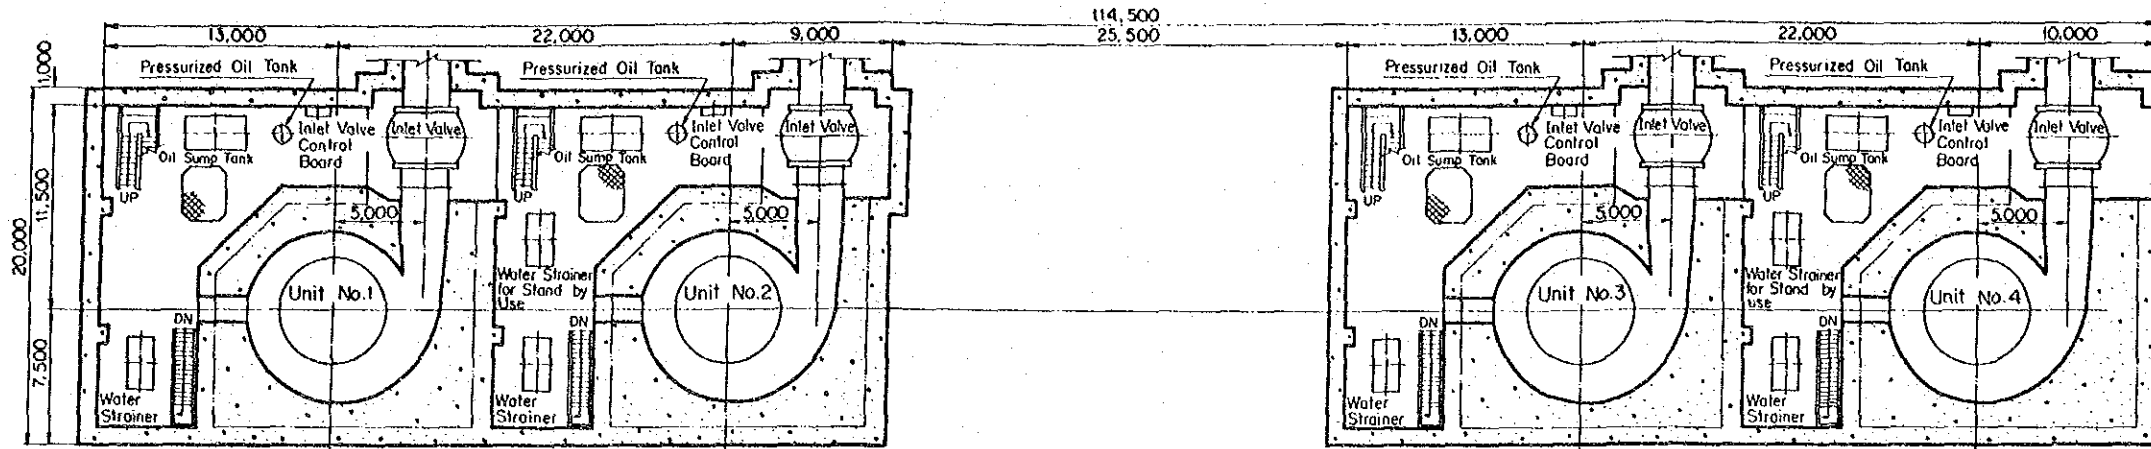 114,500
13,000 22,000 9,000 25,500 13,000 22,000 10,000
Pressurized Oil Tank
Pressurized Oil Tank
Pressurized Oil Tank
Pressurized Oil Tank
1,000
11,500
20,000
7,500
Inlet Valve
Control
Board
Inlet Valve
Oil Sump Tank
UP
5,000
Unit No.1
DN
Water
Strainer
Inlet Valve
Control
Board
Inlet Valve
Oil Sump Tank
UP
5,000
Water Strainer
for Stand by
Use
Unit No.2
DN
Water
Strainer
Inlet Valve
Control
Board
Inlet Valve
Oil Sump Tank
UP
5,000
Unit No.3
DN
Water
Strainer
Inlet Valve
Control
Board
Inlet Valve
Oil Sump Tank
UP
5,000
Water Strainer
for Stand by
Use
Unit No.4
DN
Water
Strainer